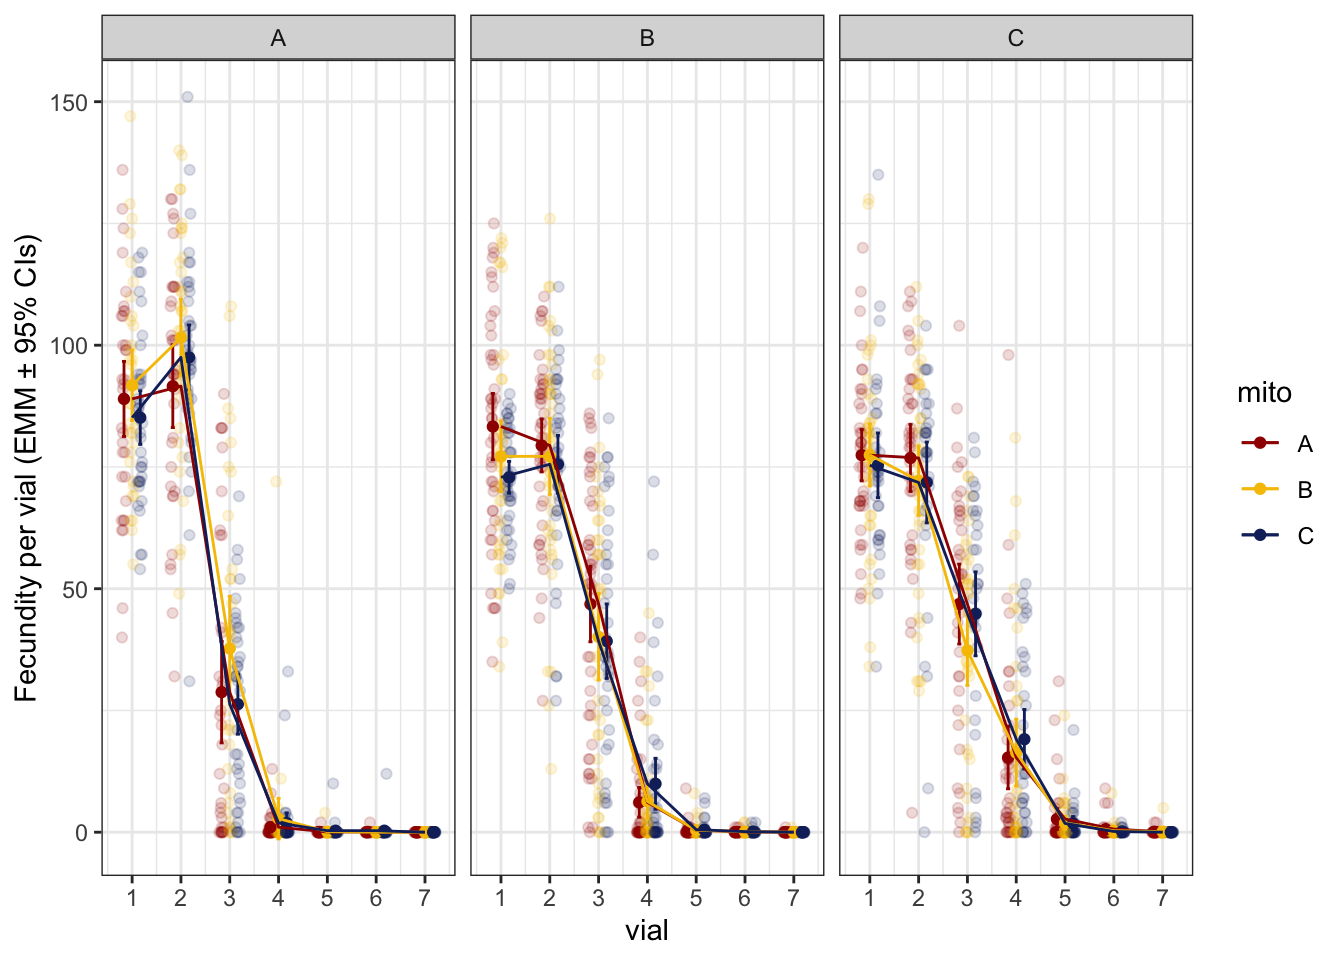 A B C
150
100
50
0
1 2 3 4 5 6 7 1 2 3 4 5 6 7 1 2 3 4 5 6 7
vial
Fecundity per vial (EMM ± 95% CIs)
mito
A
B
C